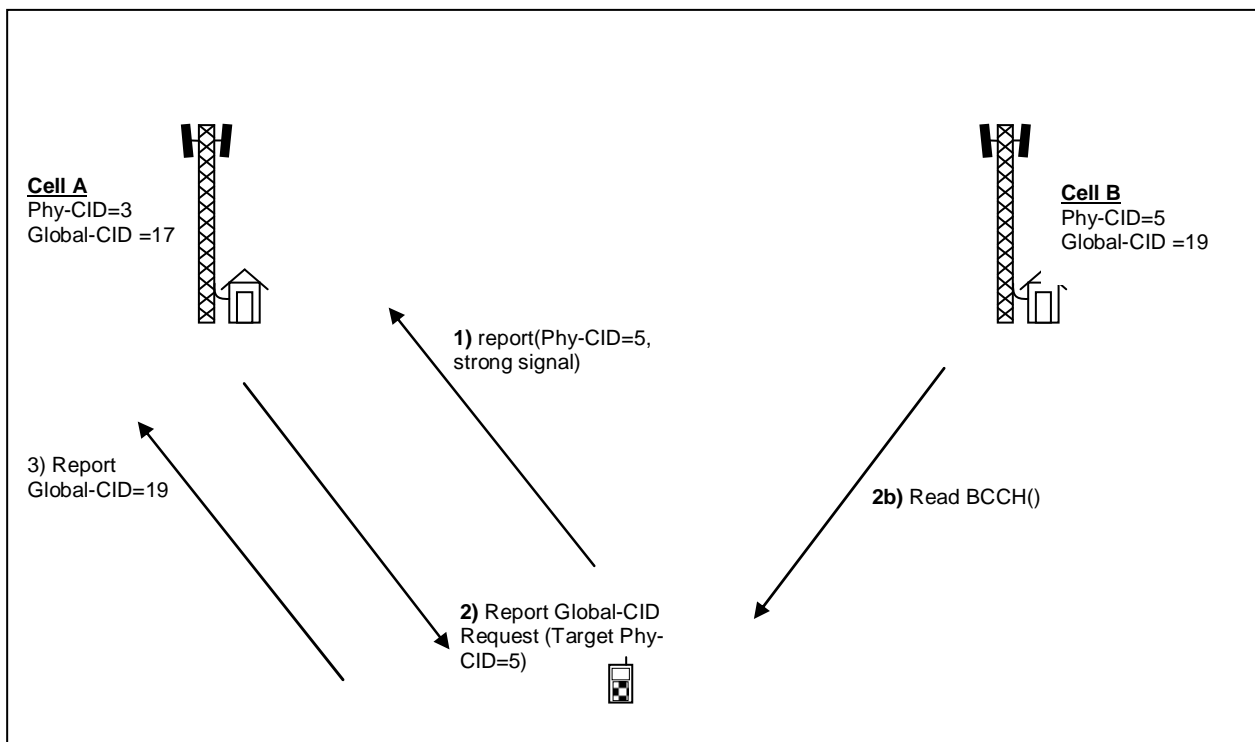 Cell A
Phy-CID=3
Global-CID =17
Cell B
Phy-CID=5
Global-CID =19
1) report(Phy-CID=5,
strong signal)
3) Report
Global-CID=19
2b) Read BCCH()
2) Report Global-CID
Request (Target Phy-
CID=5)